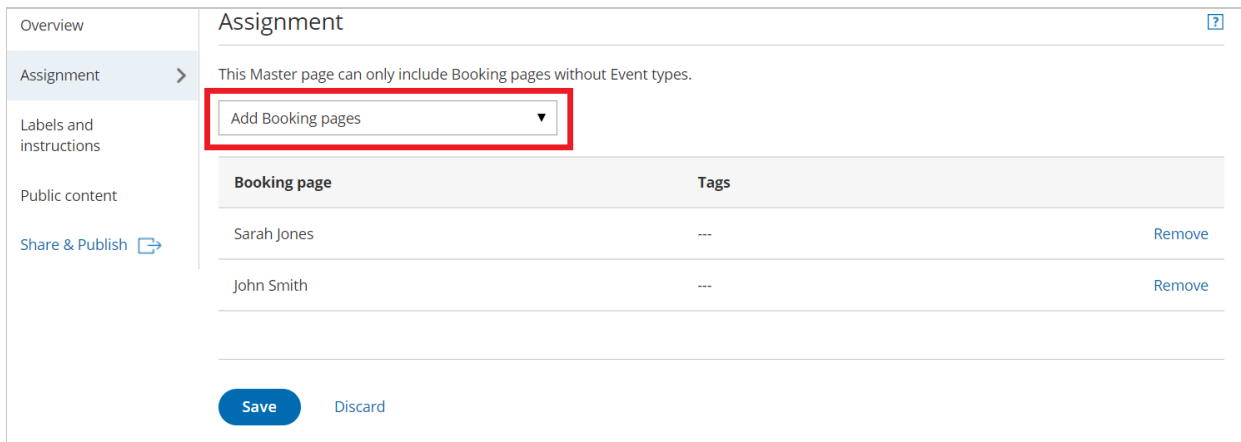 Overview
Assignment
Labels and
instructions
Public content
Share & Publish
Assignment
?
This Master page can only include Booking pages without Event types.
Add Booking pages
Booking page Tags
Sarah Jones --- Remove
John Smith --- Remove
Save Discard